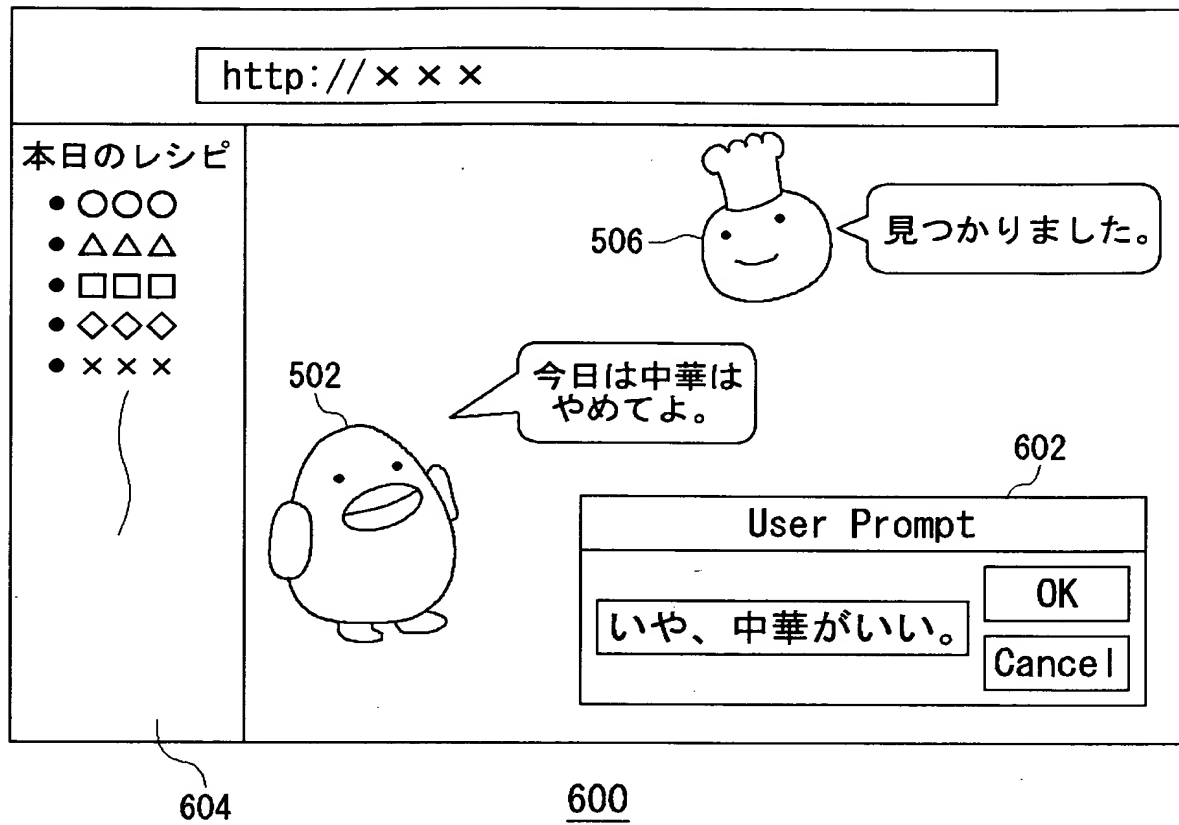 http://×××
本日のレシピ
● ○○○
● △△△
● □□□
● ◇◇◇
● ×××
506
見つかりました。
502
今日は中華は
やめてよ。
602
User Prompt
いや、中華がいい。
OK
Cancel
604
600